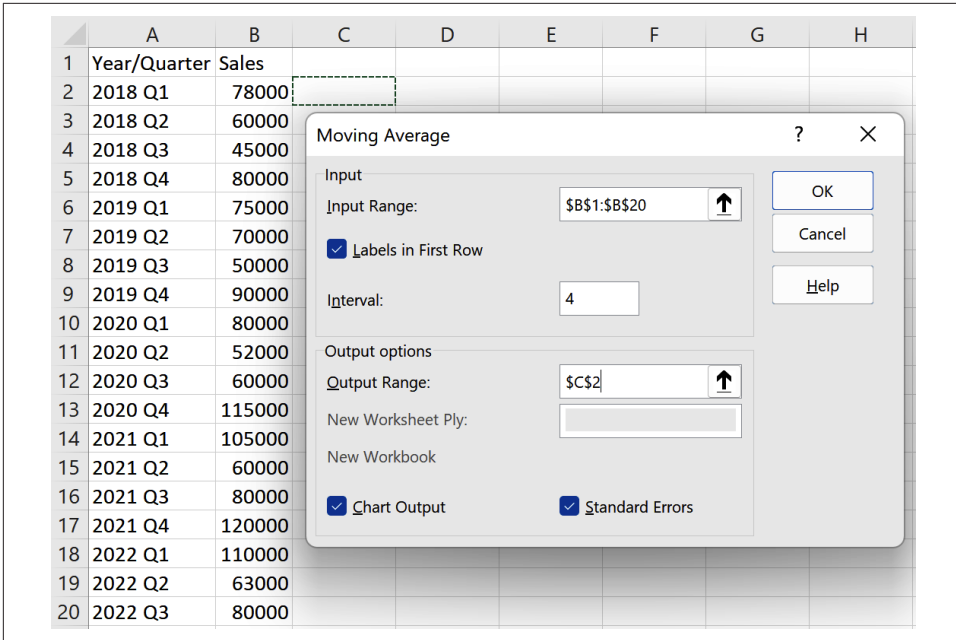 A B C D E F G H
1 Year/Quarter Sales
2 2018 Q1 78000
3 2018 Q2 60000
4 2018 Q3 45000
5 2018 Q4 80000
6 2019 Q1 75000
7 2019 Q2 70000
8 2019 Q3 50000
9 2019 Q4 90000
10 2020 Q1 80000
11 2020 Q2 52000
12 2020 Q3 60000
13 2020 Q4 115000
14 2021 Q1 105000
15 2021 Q2 60000
16 2021 Q3 80000
17 2021 Q4 120000
18 2022 Q1 110000
19 2022 Q2 63000
20 2022 Q3 80000
Moving Average ? X
Input
Input Range: $B$1:$B$20
Labels in First Row
Interval: 4
Output options
Output Range: $C$2
New Worksheet Ply:
New Workbook
Chart Output Standard Errors
OK
Cancel
Help